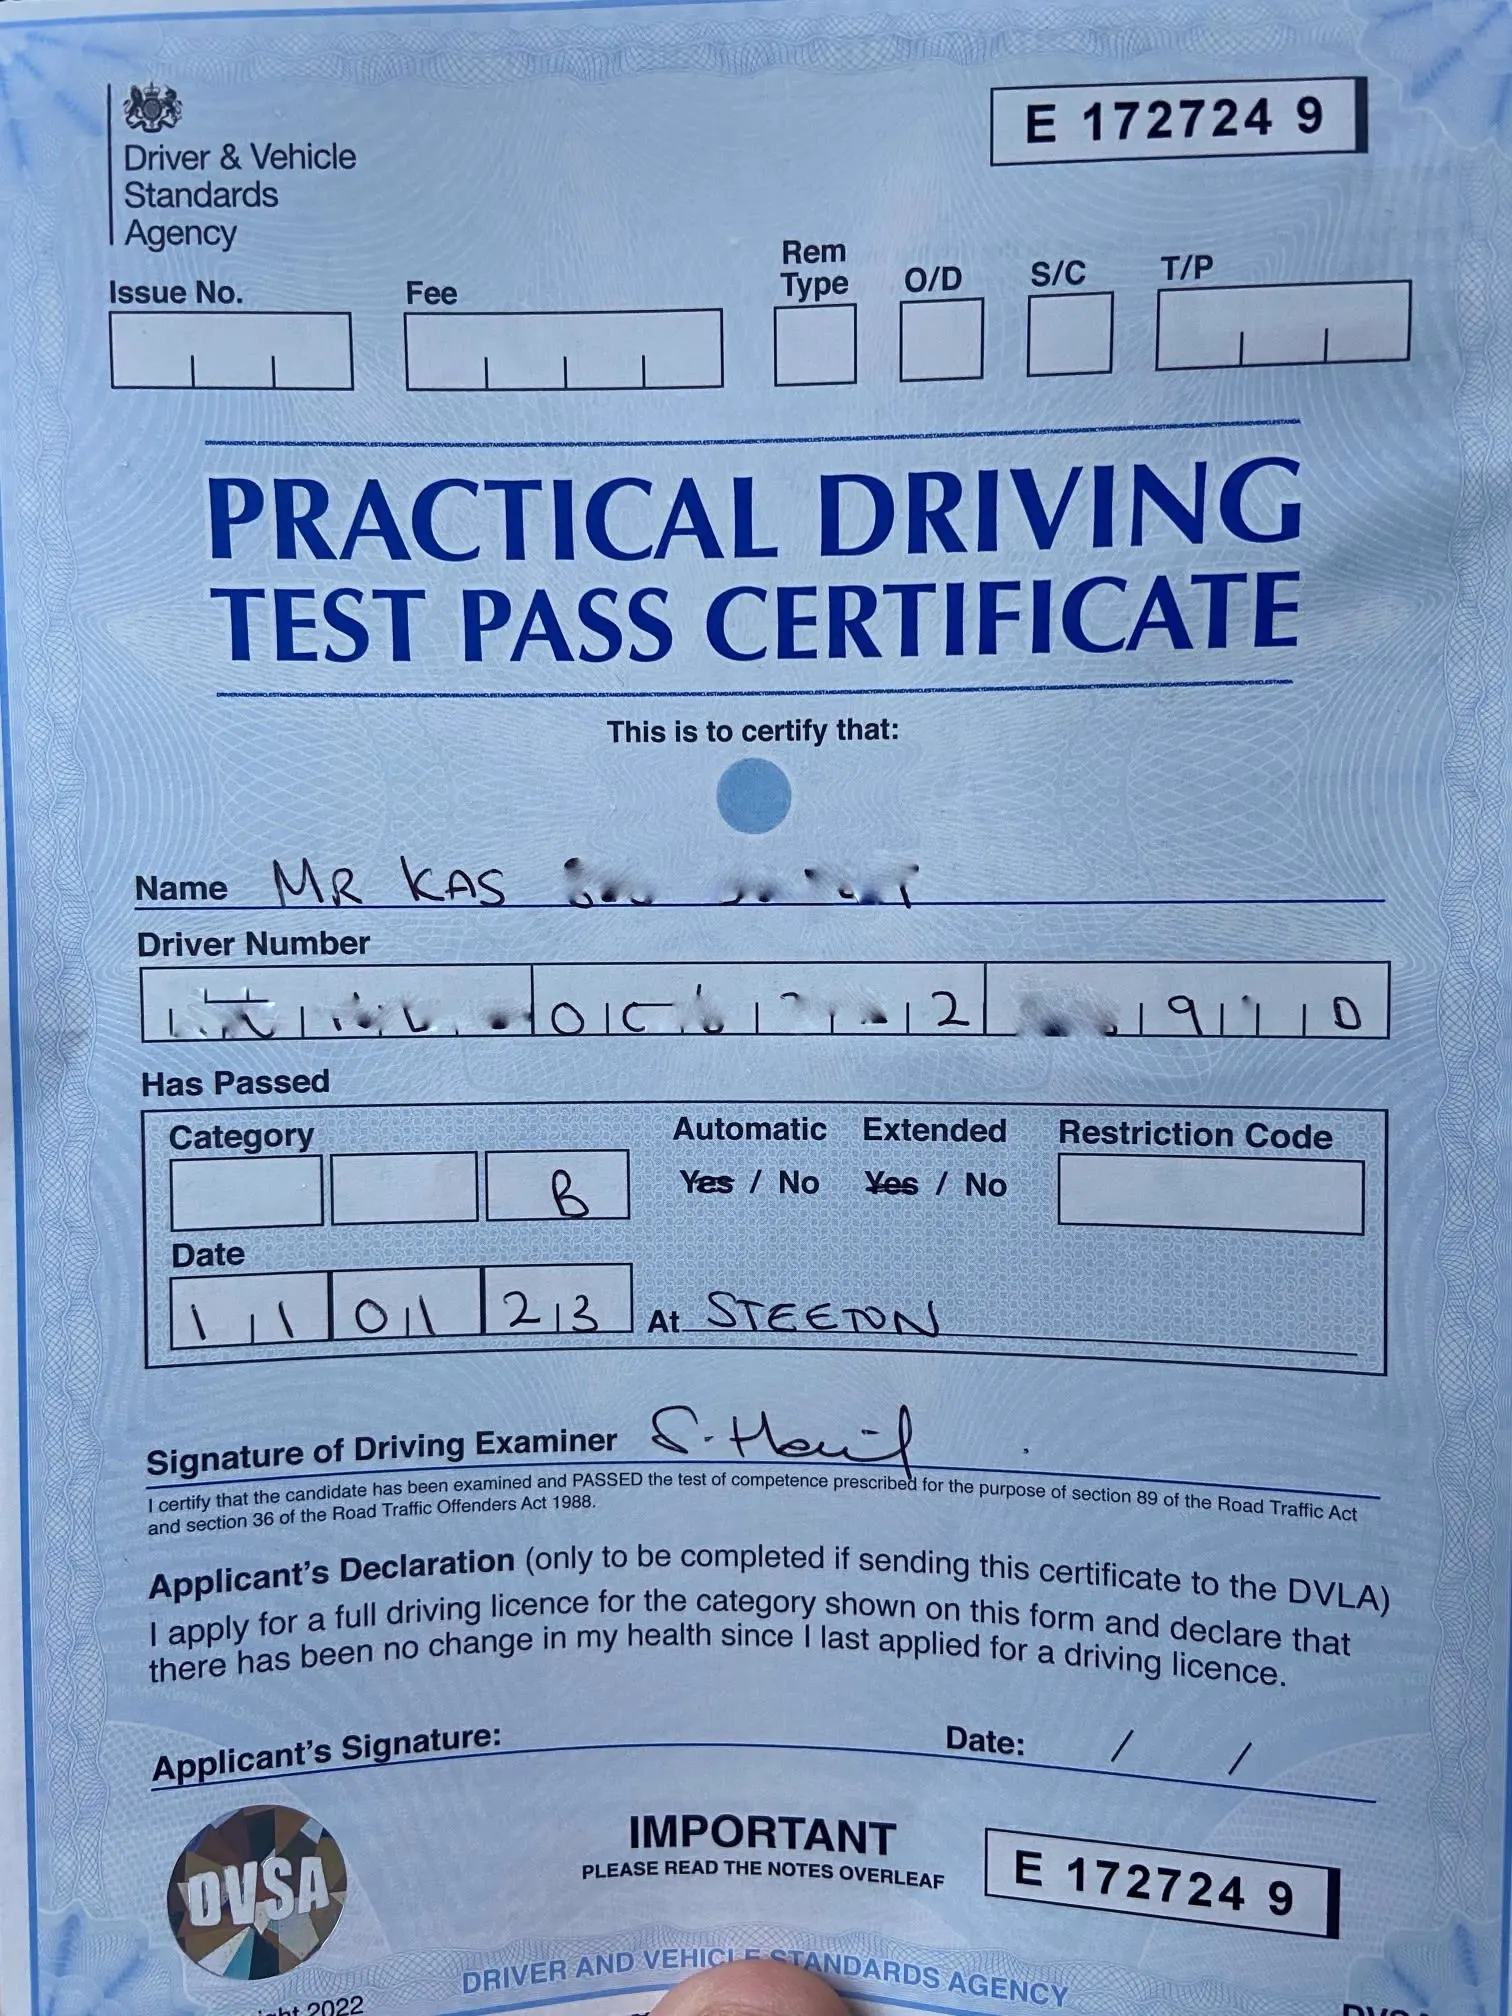 Driver & Vehicle
Standards
Agency
E 172724 9
Issue No. Fee Rem Type O/D S/C T/P
PRACTICAL DRIVING
TEST PASS CERTIFICATE
This is to certify that:
Name MR KAS
Driver Number
Has Passed
Category Automatic Extended Restriction Code
B Yes / No Yes / No
Date
11 01 23 At STEETON
Signature of Driving Examiner
I certify that the candidate has been examined and PASSED the test of competence prescribed for the purpose of section 89 of the Road Traffic Act
and section 36 of the Road Traffic Offenders Act 1988.
Applicant's Declaration (only to be completed if sending this certificate to the DVLA)
I apply for a full driving licence for the category shown on this form and declare that
there has been no change in my health since I last applied for a driving licence.
Applicant's Signature: Date: / /
DVSA
IMPORTANT
PLEASE READ THE NOTES OVERLEAF
E 172724 9
DRIVER AND VEHICLE STANDARDS AGENCY
2022